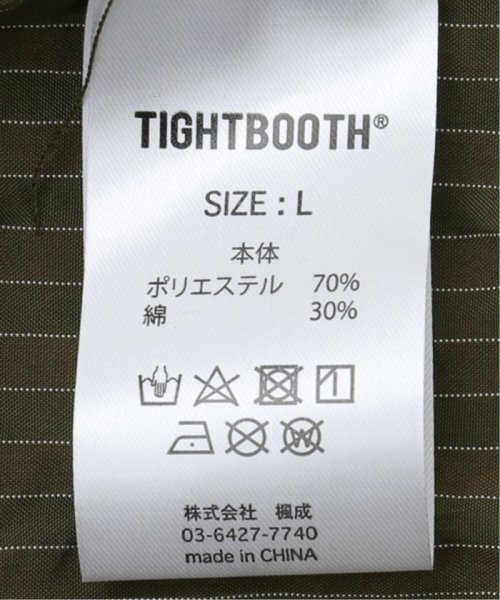 TIGHTBOOTH®
SIZE : L
本体
ポリエステル 70%
綿 30%
株式会社 楓成
03-6427-7740
made in CHINA